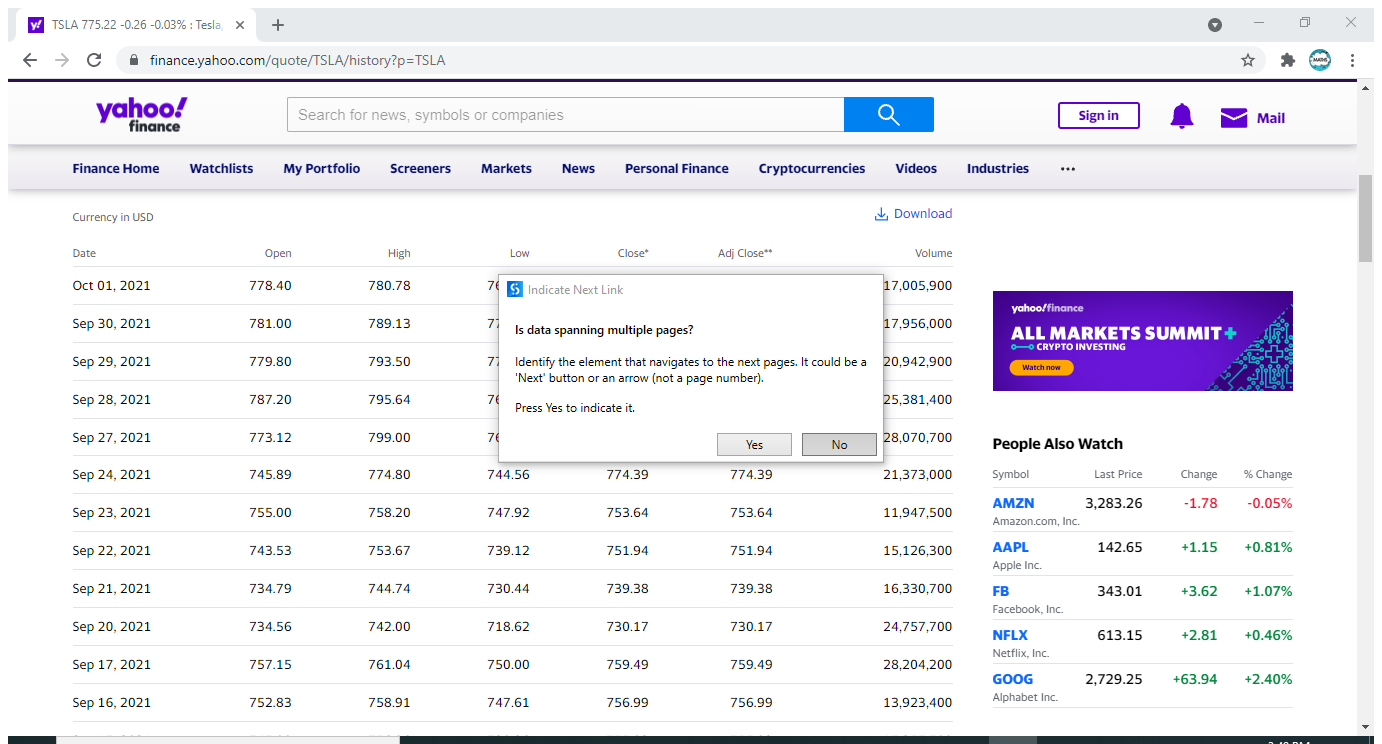 TSLA 775.22 -0.26 -0.03% : Tesla,
finance.yahoo.com/quote/TSLA/history?p=TSLA
yahoo!
finance
Search for news, symbols or companies
Sign in
Mail
Finance Home Watchlists My Portfolio Screeners Markets News Personal Finance Cryptocurrencies Videos Industries ...
Currency in USD
Download
Date Open High Low Close* Adj Close** Volume
Oct 01, 2021 778.40 780.78 17,005,900
Sep 30, 2021 781.00 789.13 17,956,000
Sep 29, 2021 779.80 793.50 20,942,900
Sep 28, 2021 787.20 795.64 25,381,400
Sep 27, 2021 773.12 799.00 28,070,700
Sep 24, 2021 745.89 774.80 744.56 774.39 774.39 21,373,000
Sep 23, 2021 755.00 758.20 747.92 753.64 753.64 11,947,500
Sep 22, 2021 743.53 753.67 739.12 751.94 751.94 15,126,300
Sep 21, 2021 734.79 744.74 730.44 739.38 739.38 16,330,700
Sep 20, 2021 734.56 742.00 718.62 730.17 730.17 24,757,700
Sep 17, 2021 757.15 761.04 750.00 759.49 759.49 28,204,200
Sep 16, 2021 752.83 758.91 747.61 756.99 756.99 13,923,400
Indicate Next Link
Is data spanning multiple pages?
Identify the element that navigates to the next pages. It could be a
'Next' button or an arrow (not a page number).
Press Yes to indicate it.
Yes No
yahoo!finance
ALL MARKETS SUMMIT+
CRYPTO INVESTING
Watch now
People Also Watch
Symbol Last Price Change % Change
AMZN 3,283.26 -1.78 -0.05%
Amazon.com, Inc.
AAPL 142.65 +1.15 +0.81%
Apple Inc.
FB 343.01 +3.62 +1.07%
Facebook, Inc.
NFLX 613.15 +2.81 +0.46%
Netflix, Inc.
GOOG 2,729.25 +63.94 +2.40%
Alphabet Inc.